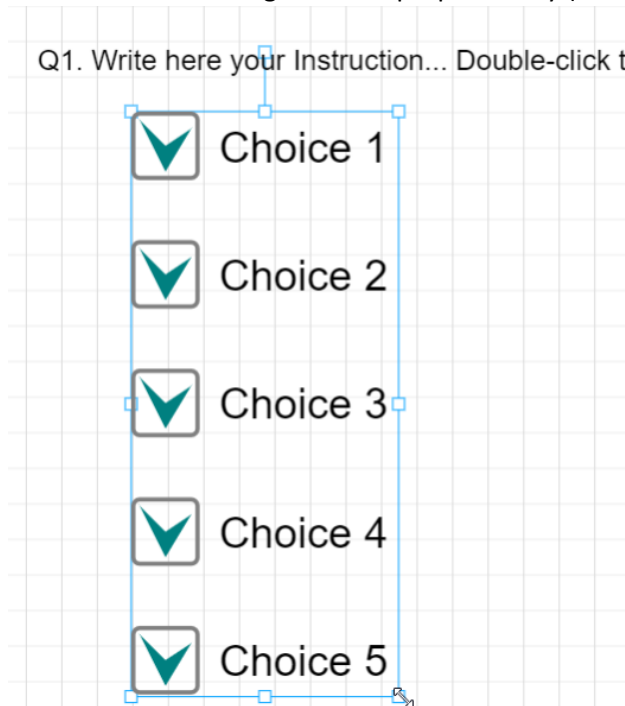 Q1. Write here your Instruction... Double-click t
Choice 1
Choice 2
Choice 3
Choice 4
Choice 5